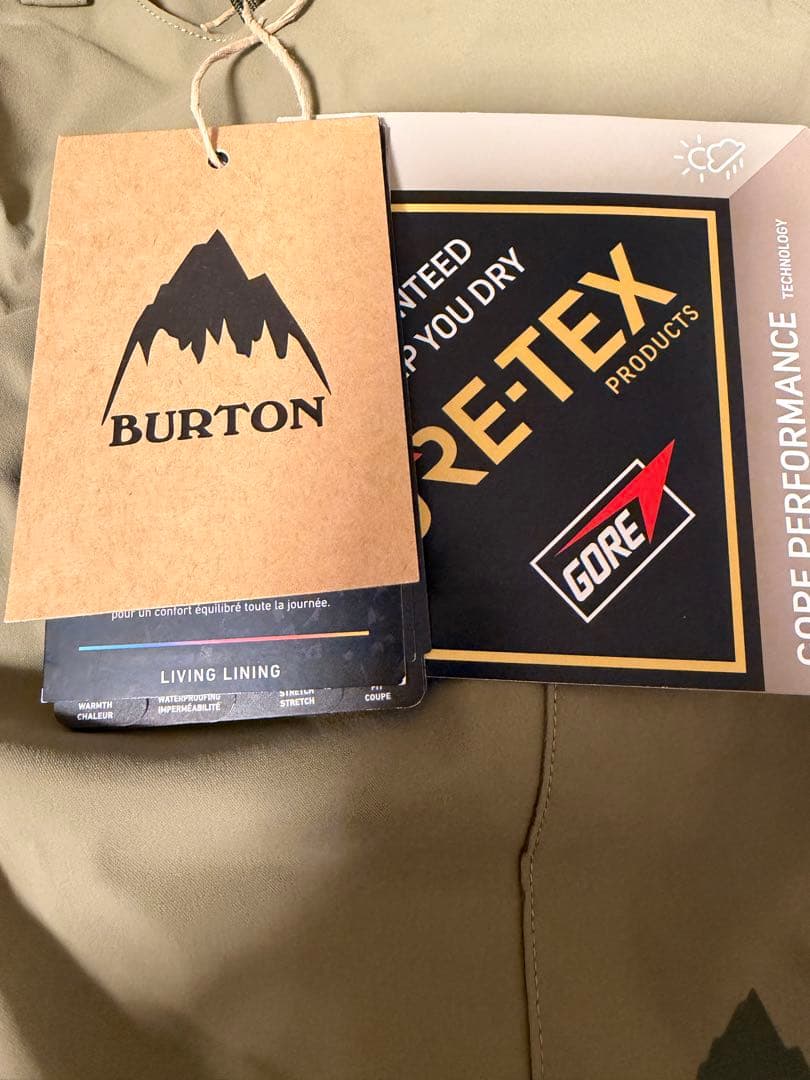 BURTON
NTEED
P YOU DRY
RE-TEX
PRODUCTS
GORE
TECHNOLOGY
CORE PERFORMANCE
pour un confort équilibré toute la journée.
LIVING LINING
WARMTH
CHALEUR
WATERPROOFING
IMPERMÉABILITÉ
STRETCH
STRETCH
FIT
COUPE